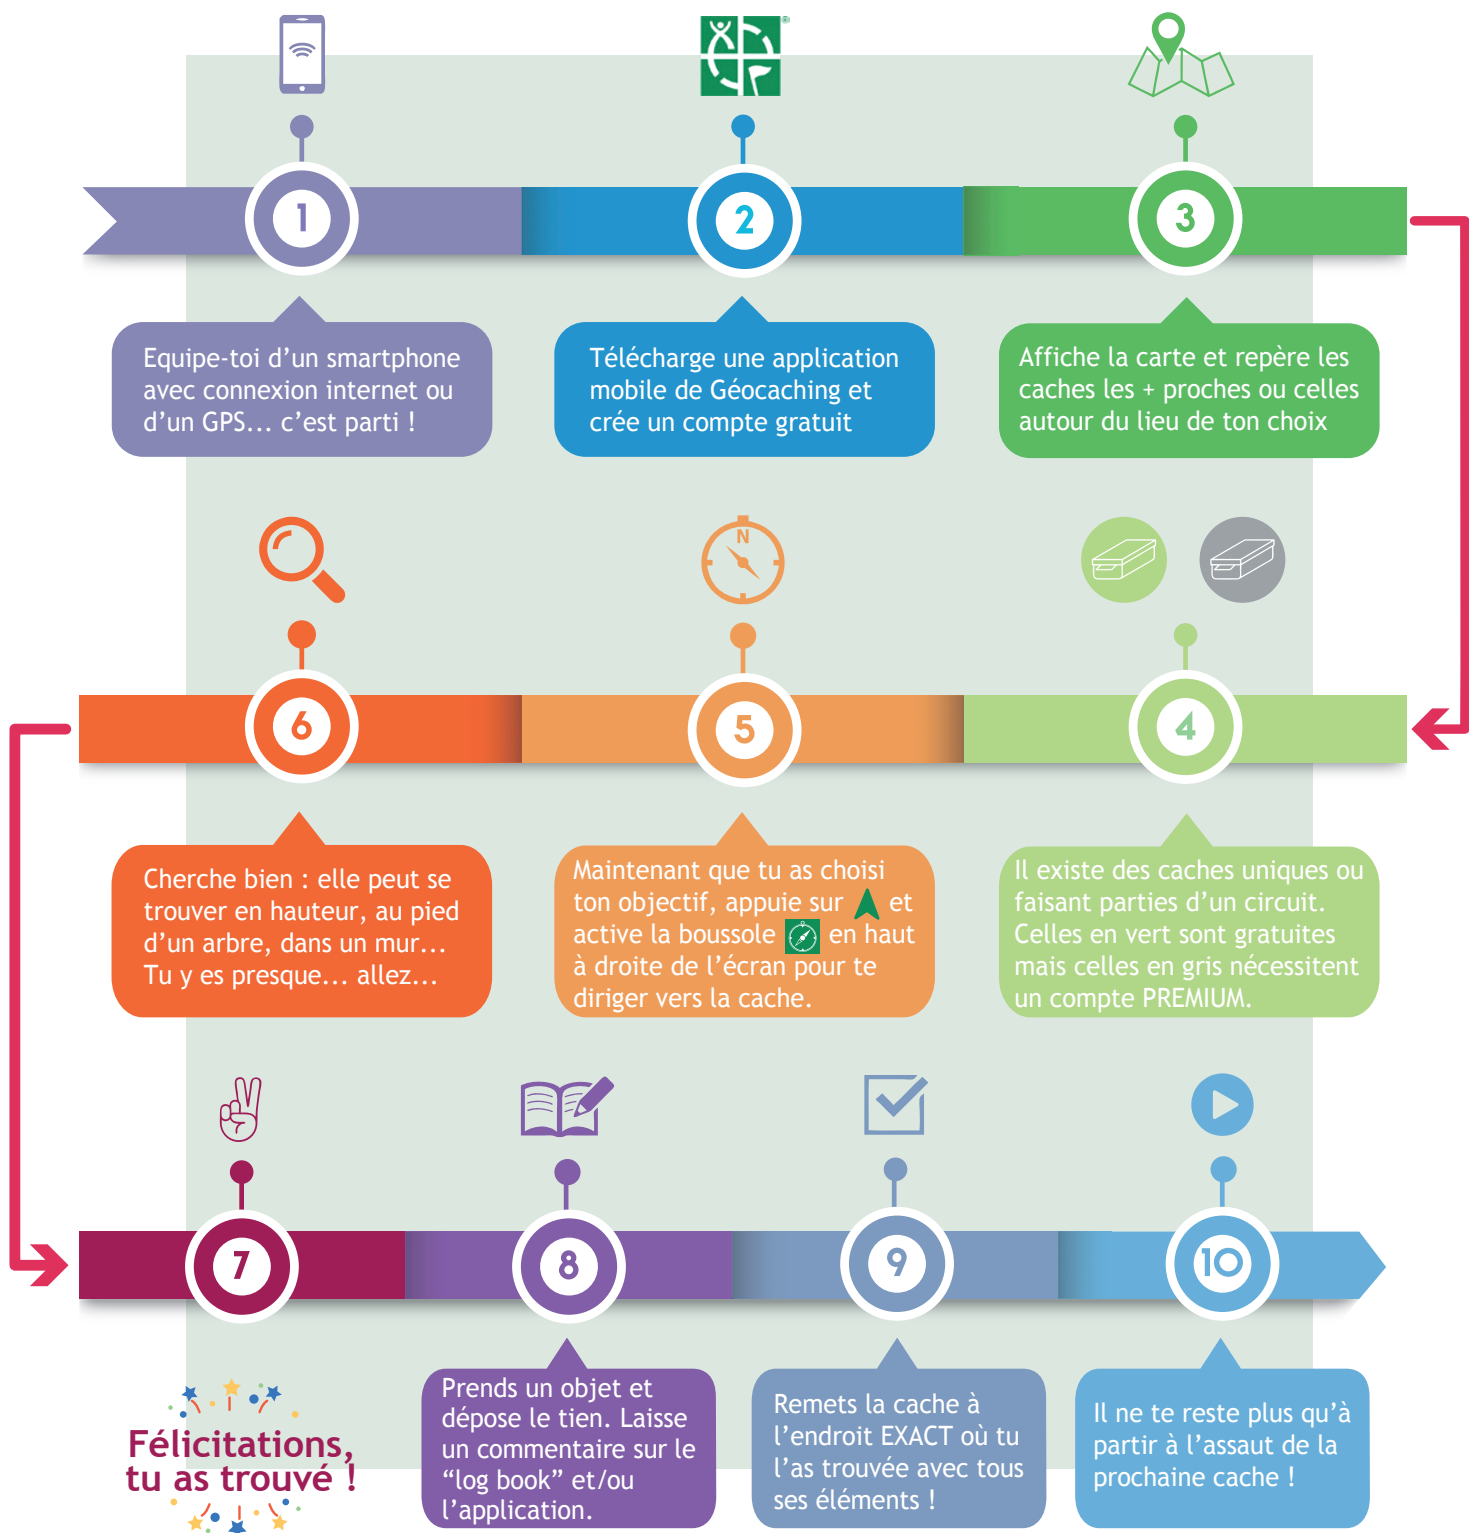 1
2
3
Equipe-toi d’un smartphone
avec connexion internet ou
d’un GPS... c’est parti !
Télécharge une application
mobile de Géocaching et
crée un compte gratuit
Affiche la carte et repère les
caches les + proches ou celles
autour du lieu de ton choix
N
4
5
6
Il existe des caches uniques ou
faisant parties d’un circuit.
Celles en vert sont gratuites
mais celles en gris nécessitent
un compte PREMIUM.
Maintenant que tu as choisi
ton objectif, appuie sur et
active la boussole en haut
à droite de l’écran pour te
diriger vers la cache.
Cherche bien : elle peut se
trouver en hauteur, au pied
d’un arbre, dans un mur...
Tu y es presque... allez...
7
8
9
10
Félicitations,
tu as trouvé !
Prends un objet et
dépose le tien. Laisse
un commentaire sur le
“log book” et/ou
l’application.
Remets la cache à
l’endroit EXACT où tu
l’as trouvée avec tous
ses éléments !
Il ne te reste plus qu’à
partir à l’assaut de la
prochaine cache !